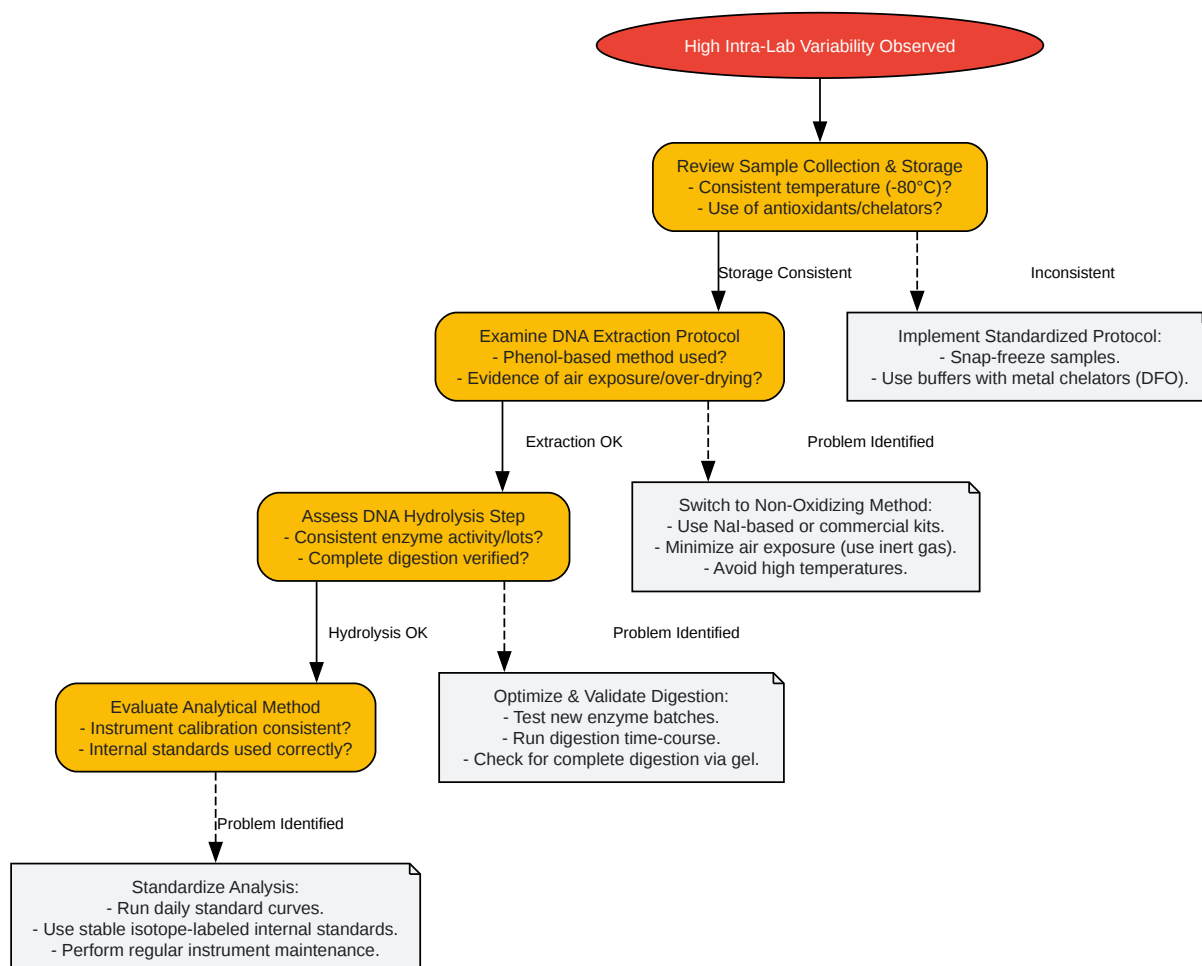 High Intra-Lab Variability Observed
Review Sample Collection & Storage
- Consistent temperature (-80°C)?
- Use of antioxidants/chelators?
Storage Consistent
Inconsistent
Examine DNA Extraction Protocol
- Phenol-based method used?
- Evidence of air exposure/over-drying?
Implement Standardized Protocol:
- Snap-freeze samples.
- Use buffers with metal chelators (DFO).
Extraction OK
Problem Identified
Assess DNA Hydrolysis Step
- Consistent enzyme activity/lots?
- Complete digestion verified?
Switch to Non-Oxidizing Method:
- Use NaI-based or commercial kits.
- Minimize air exposure (use inert gas).
- Avoid high temperatures.
Hydrolysis OK
Problem Identified
Evaluate Analytical Method
- Instrument calibration consistent?
- Internal standards used correctly?
Optimize & Validate Digestion:
- Test new enzyme batches.
- Run digestion time-course.
- Check for complete digestion via gel.
Problem Identified
Standardize Analysis:
- Run daily standard curves.
- Use stable isotope-labeled internal standards.
- Perform regular instrument maintenance.